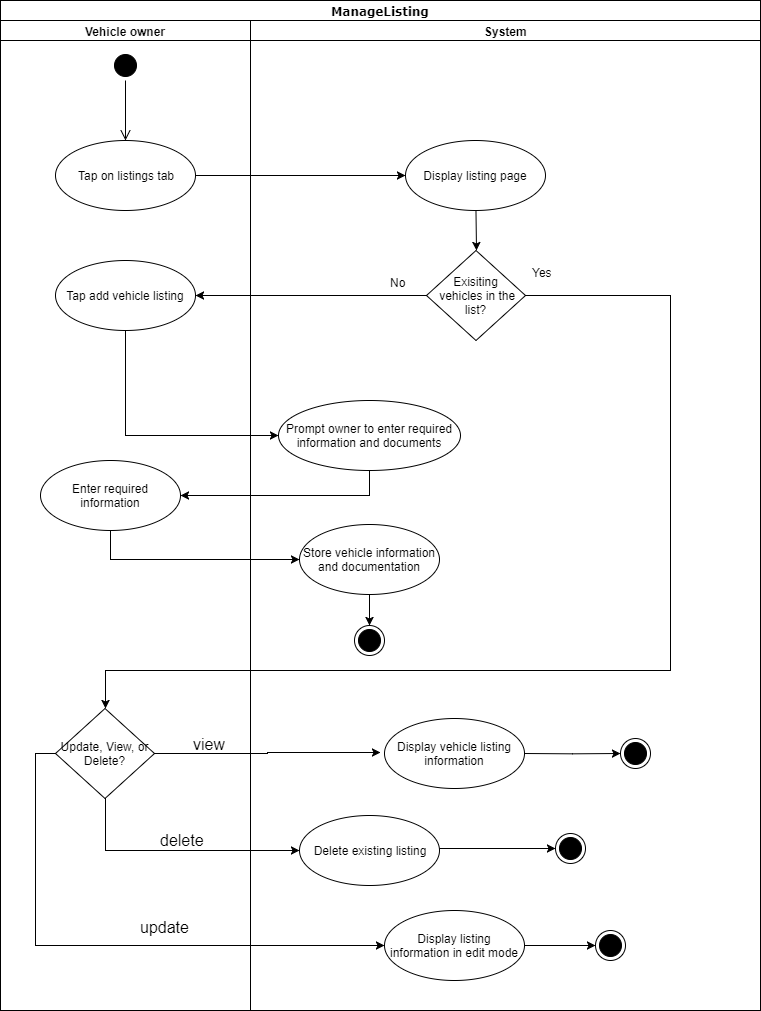 ManageListing
Vehicle owner
System
Tap on listings tab
Display listing page
Tap add vehicle listing
No
Exisiting
vehicles in the
list?
Yes
Prompt owner to enter required
information and documents
Enter required
information
Store vehicle information
and documentation
Update, View, or
Delete?
view
Display vehicle listing
information
delete
Delete existing listing
update
Display listing
information in edit mode